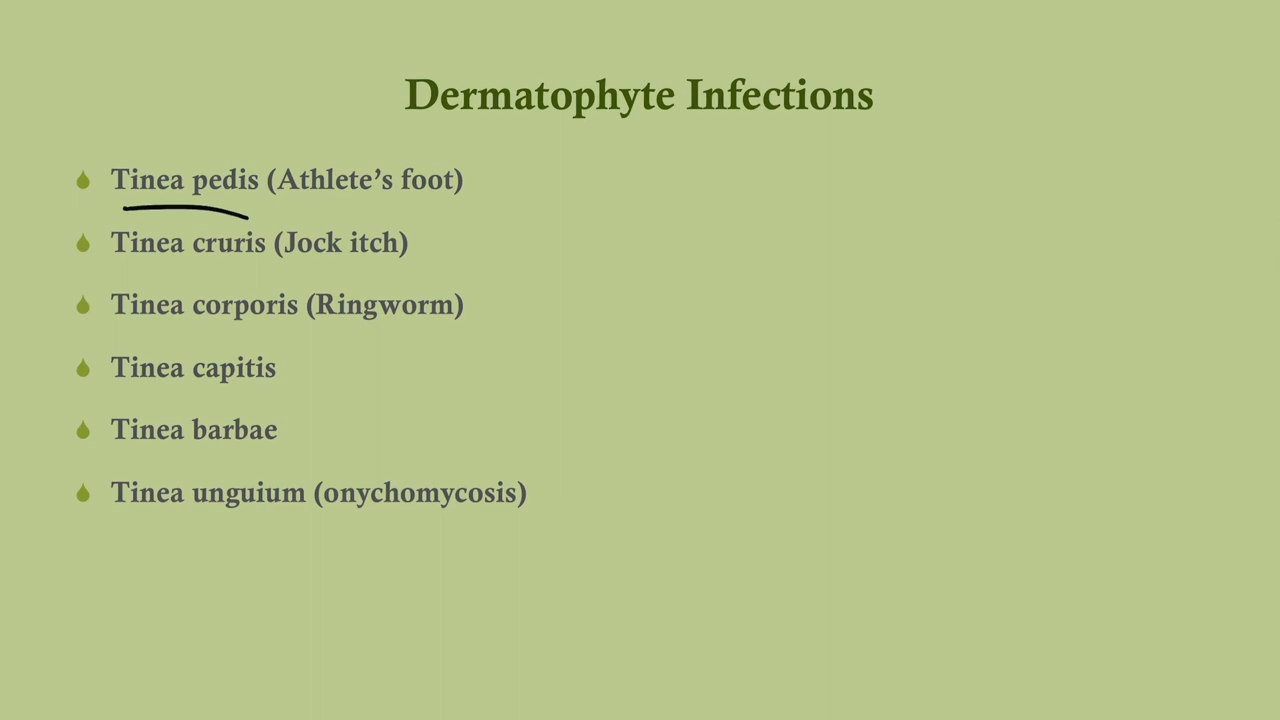 Dermatophyte Infections
Tinea pedis (Athlete’s foot)
Tinea cruris (Jock itch)
Tinea corporis (Ringworm)
Tinea capitis
Tinea barbae
Tinea unguium (onychomycosis)